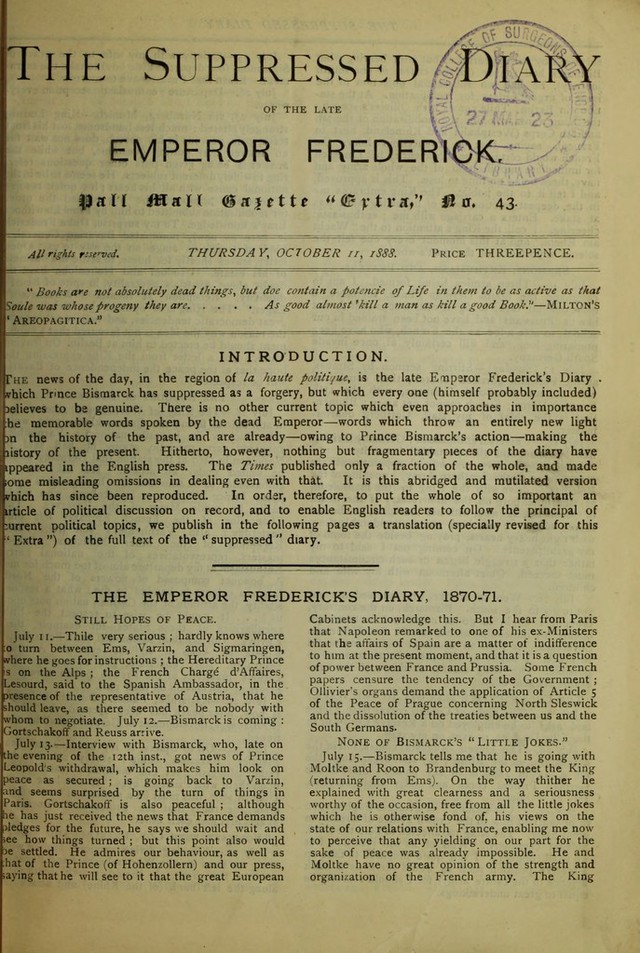 THE SUPPRESSED DIARY
OF THE LATE
EMPEROR FREDERICK.
Pall Mall Gazette "Extra," No. 43.
ROYAL COLLEGE OF SURGEONS
27 MAR 23
LIBRARY
All rights reserved. THURSDAY, OCTOBER 11, 1888. PRICE THREEPENCE.
"Books are not absolutely dead things, but doe contain a potencie of Life in them to be as active as that
Soule was whose progeny they are. . . . . As good almost 'kill a man as kill a good Book."—MILTON'S
'AREOPAGITICA."
INTRODUCTION.
THE news of the day, in the region of la haute politique, is the late Emperor Frederick's Diary .
which Prince Bismarck has suppressed as a forgery, but which every one (himself probably included)
believes to be genuine. There is no other current topic which even approaches in importance
the memorable words spoken by the dead Emperor—words which throw an entirely new light
on the history of the past, and are already—owing to Prince Bismarck's action—making the
history of the present. Hitherto, however, nothing but fragmentary pieces of the diary have
appeared in the English press. The Times published only a fraction of the whole, and made
some misleading omissions in dealing even with that. It is this abridged and mutilated version
which has since been reproduced. In order, therefore, to put the whole of so important an
article of political discussion on record, and to enable English readers to follow the principal of
current political topics, we publish in the following pages a translation (specially revised for this
"Extra") of the full text of the "suppressed" diary.
THE EMPEROR FREDERICK'S DIARY, 1870-71.
STILL HOPES OF PEACE.
July 11.—Thile very serious ; hardly knows where
to turn between Ems, Varzin, and Sigmaringen,
where he goes for instructions ; the Hereditary Prince
is on the Alps ; the French Chargé d'Affaires,
Lesourd, said to the Spanish Ambassador, in the
presence of the representative of Austria, that he
should leave, as there seemed to be nobody with
whom to negotiate. July 12.—Bismarck is coming :
Gortschakoff and Reuss arrive.
July 13.—Interview with Bismarck, who, late on
the evening of the 12th inst., got news of Prince
Leopold's withdrawal, which makes him look on
peace as secured ; is going back to Varzin,
and seems surprised by the turn of things in
Paris. Gortschakoff is also peaceful ; although
he has just received the news that France demands
pledges for the future, he says we should wait and
see how things turned ; but this point also would
be settled. He admires our behaviour, as well as
that of the Prince (of Hohenzollern) and our press,
saying that he will see to it that the great European
Cabinets acknowledge this. But I hear from Paris
that Napoleon remarked to one of his ex-Ministers
that the affairs of Spain are a matter of indifference
to him at the present moment, and that it is a question
of power between France and Prussia. Some French
papers censure the tendency of the Government ;
Ollivier's organs demand the application of Article 5
of the Peace of Prague concerning North Sleswick
and the dissolution of the treaties between us and the
South Germans.
NONE OF BISMARCK'S "LITTLE JOKES."
July 15.—Bismarck tells me that he is going with
Moltke and Roon to Brandenburg to meet the King
(returning from Ems). On the way thither he
explained with great clearness and a seriousness
worthy of the occasion, free from all the little jokes
which he is otherwise fond of, his views on the
state of our relations with France, enabling me now
to perceive that any yielding on our part for the
sake of peace was already impossible. He and
Moltke have no great opinion of the strength and
organization of the French army. The King